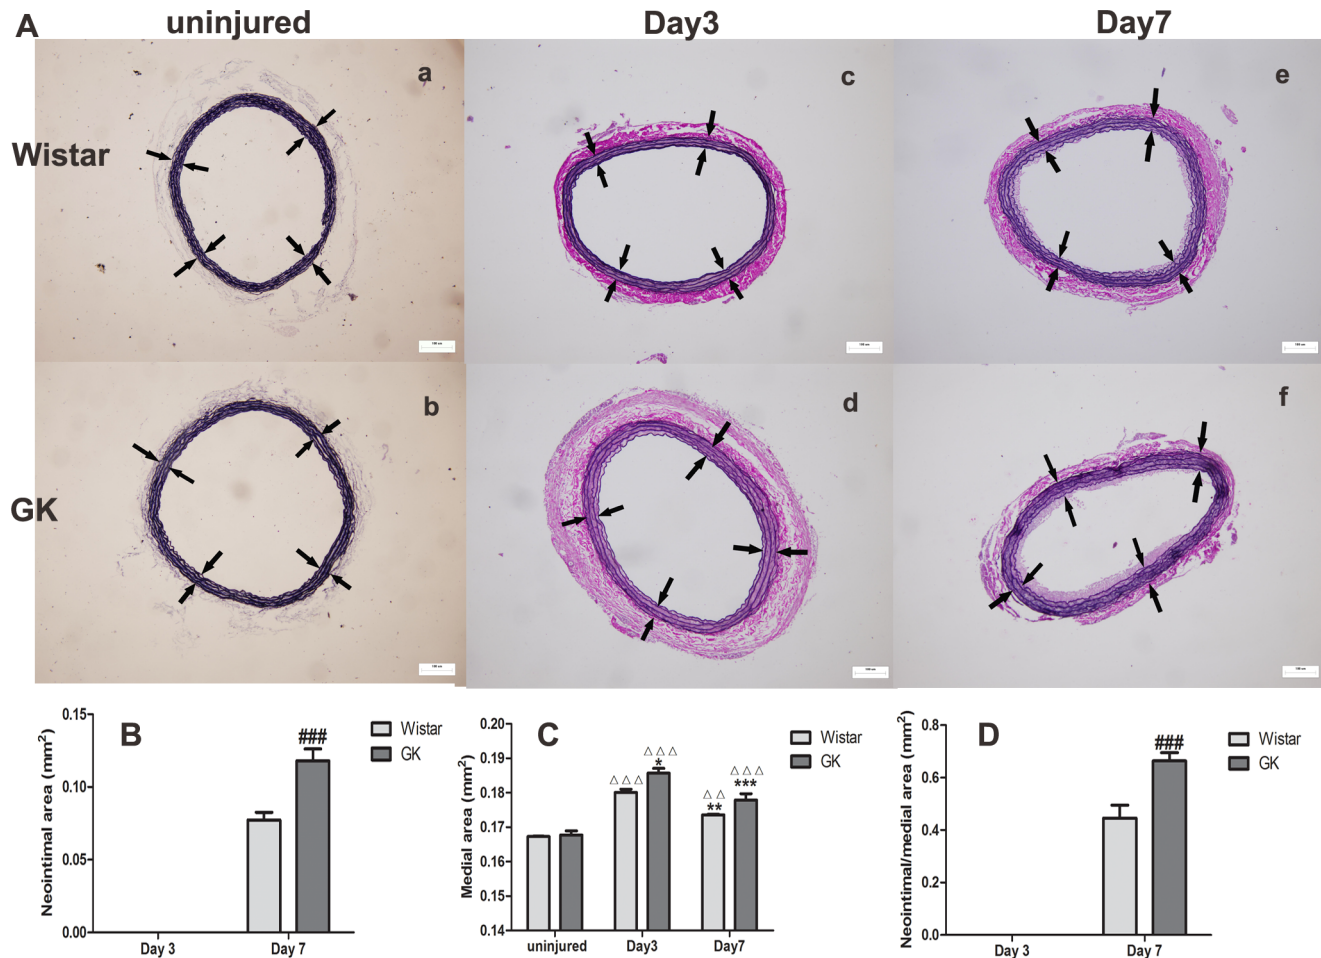 A
uninjured
Day3
Day7
Wistar
a
c
e
GK
b
d
f
B
Neointimal area (mm²)
0.15
0.10
0.05
0.00
###
Day 3
Day 7
Wistar
GK
C
Medial area (mm²)
0.20
0.19
0.18
0.17
0.16
0.15
0.14
△△△
△△△
*
△△
**
△△△
***
uninjured
Day3
Day7
Wistar
GK
D
Neointimal/medial area (mm²)
0.8
0.6
0.4
0.2
0.0
###
Day 3
Day 7
Wistar
GK